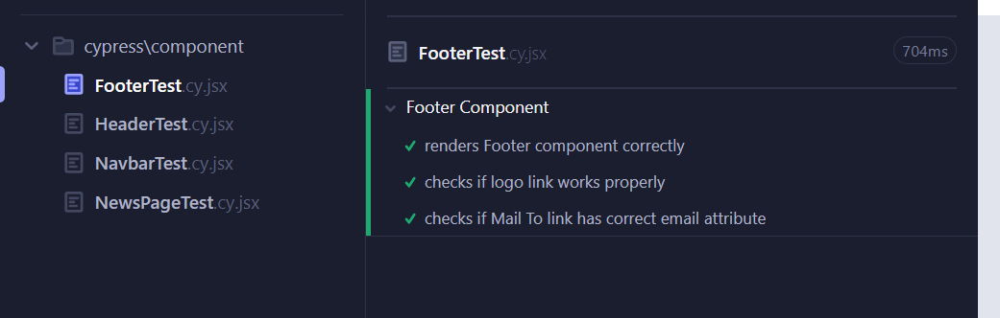 cypress\component
FooterTest.cy.jsx
HeaderTest.cy.jsx
NavbarTest.cy.jsx
NewsPageTest.cy.jsx
FooterTest.cy.jsx
704ms
Footer Component
renders Footer component correctly
checks if logo link works properly
checks if Mail To link has correct email attribute